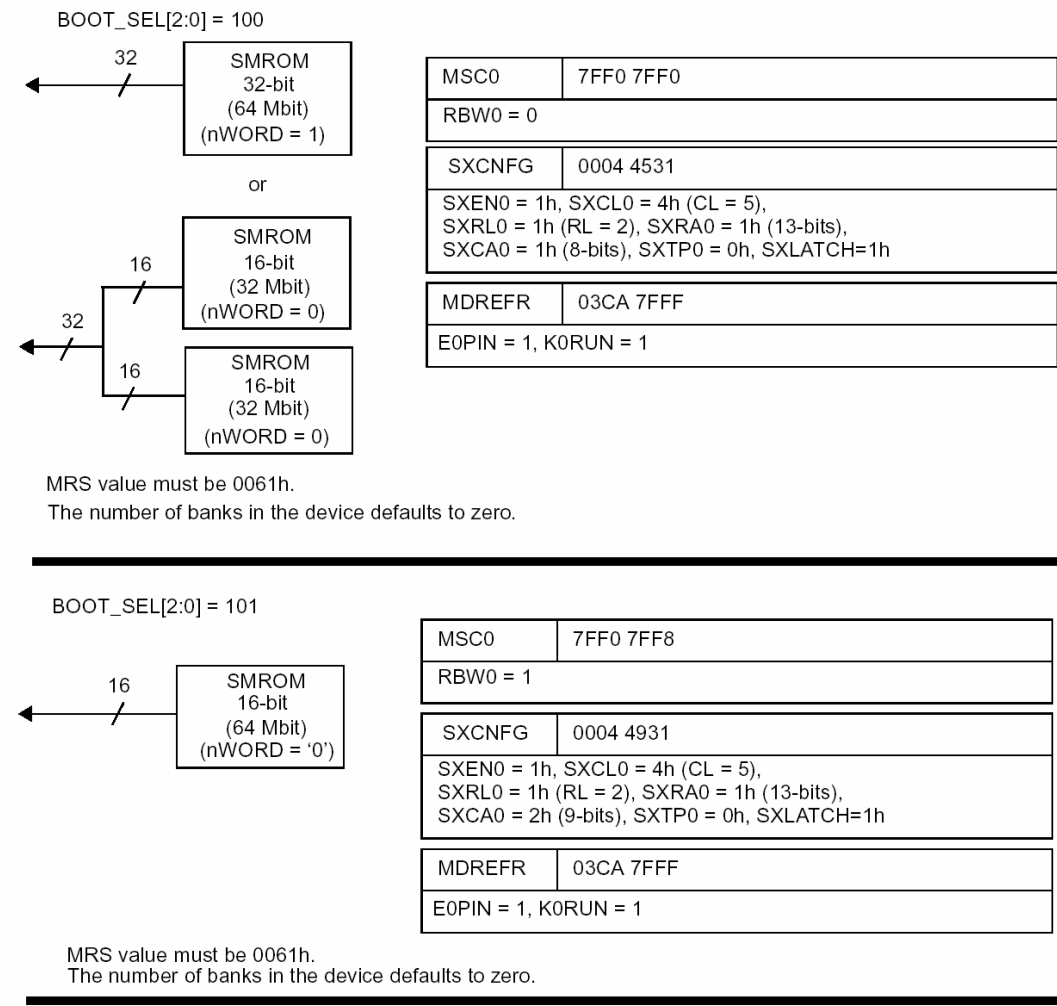 BOOT_SEL[2:0] = 100
32
SMROM
32-bit
(64 Mbit)
(nWORD = 1)
or
16
SMROM
16-bit
(32 Mbit)
(nWORD = 0)
32
16
SMROM
16-bit
(32 Mbit)
(nWORD = 0)
MSC0 7FF0 7FF0
RBW0 = 0
SXCNFG 0004 4531
SXEN0 = 1h, SXCL0 = 4h (CL = 5),
SXRL0 = 1h (RL = 2), SXRA0 = 1h (13-bits),
SXCA0 = 1h (8-bits), SXTP0 = 0h, SXLATCH=1h
MDREFR 03CA 7FFF
E0PIN = 1, K0RUN = 1
MRS value must be 0061h.
The number of banks in the device defaults to zero.
BOOT_SEL[2:0] = 101
16
SMROM
16-bit
(64 Mbit)
(nWORD = ‘0’)
MSC0 7FF0 7FF8
RBW0 = 1
SXCNFG 0004 4931
SXEN0 = 1h, SXCL0 = 4h (CL = 5),
SXRL0 = 1h (RL = 2), SXRA0 = 1h (13-bits),
SXCA0 = 2h (9-bits), SXTP0 = 0h, SXLATCH=1h
MDREFR 03CA 7FFF
E0PIN = 1, K0RUN = 1
MRS value must be 0061h.
The number of banks in the device defaults to zero.